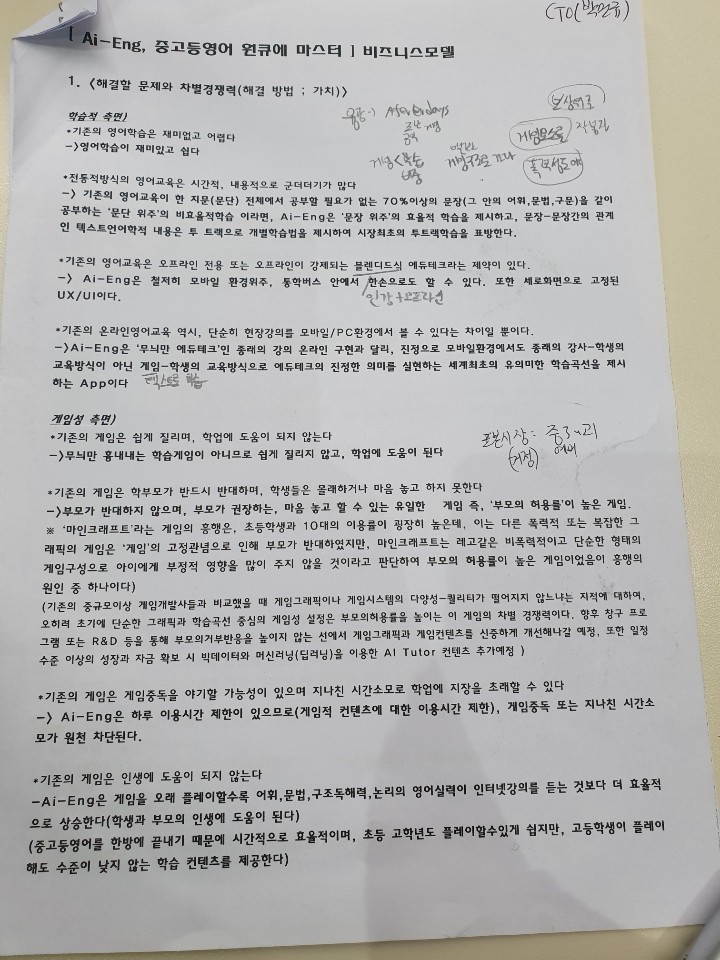 (TO(박민규)
[ Ai-Eng, 중고등영어 원큐에 마스터 ] 비즈니스모델
1. <해결할 문제와 차별경쟁력(해결 방법 ; 가치)>
학습적 측면)
*기존의 영어학습은 재미없고 어렵다
->영어학습이 재미있고 쉽다
보상위주
*전통적방식의 영어교육은 시간적, 내용적으로 군더더기가 많다
-> 기존의 영어교육이 한 지문(문단) 전체에서 공부할 필요가 없는 70%이상의 문장(그 안의 어휘,문법,구문)을 같이
공부하는 '문단 위주'의 비효율적학습 이라면, Ai-Eng은 '문장 위주'의 효율적 학습을 제시하고, 문장-문장간의 관계
인 텍스트언어학적 내용은 투 트랙으로 개별학습법을 제시하여 시장최초의 투트랙학습을 표방한다.
*기존의 영어교육은 오프라인 전용 또는 오프라인이 강제되는 블랜디드식 에듀테크라는 제약이 있다.
-> Ai-Eng은 철저히 모바일 환경위주, 통학버스 안에서 한손으로도 할 수 있다. 또한 세로화면으로 고정된
UX/UI이다.
인강+오프라인
*기존의 온라인영어교육 역시, 단순히 현장강의를 모바일/PC환경에서 볼 수 있다는 차이일 뿐이다.
->Ai-Eng은 '무늬만 에듀테크'인 종래의 강의 온라인 구현과 달리, 진정으로 모바일환경에서도 종래의 강사-학생의
교육방식이 아닌 게임-학생의 교육방식으로 에듀테크의 진정한 의미를 실현하는 세계최초의 유의미한 학습곡선을 제시
하는 App이다 텍스트로 학습
게임성 측면)
*기존의 게임은 쉽게 질리며, 학업에 도움이 되지 않는다
->무늬만 흉내내는 학습게임이 아니므로 쉽게 질리지 않고, 학업에 도움이 된다
표본시장:
*기존의 게임은 학부모가 반드시 반대하며, 학생들은 몰래하거나 마음 놓고 하지 못한다
->부모가 반대하지 않으며, 부모가 권장하는, 마음 놓고 할 수 있는 유일한 게임 즉, '부모의 허용률'이 높은 게임.
※ '마인크래프트'라는 게임의 흥행은, 초등학생과 10대의 이용률이 굉장히 높은데, 이는 다른 폭력적 또는 복잡한 그
래픽의 게임은 '게임'의 고정관념으로 인해 부모가 반대하였지만, 마인크래프트는 레고같은 비폭력적이고 단순한 형태의
게임구성으로 아이에게 부정적 영향을 많이 주지 않을 것이라고 판단하여 부모의 허용률이 높은 게임이었음이 흥행의
원인 중 하나이다)
(기존의 중규모이상 게임개발사들과 비교했을 때 게임그래픽이나 게임시스템의 다양성-퀄리티가 떨어지지 않느냐는 지적에 대하여,
오히려 초기에 단순한 그래픽과 학습곡선 중심의 게임성 설정은 부모의허용률을 높이는 이 게임의 차별 경쟁력이다. 향후 창구 프로
그램 또는 R&D 등을 통해 부모의거부반응을 높이지 않는 선에서 게임그래픽과 게임컨텐츠를 신중하게 개선해나갈 예정, 또한 일정
수준 이상의 성장과 자금 확보 시 빅데이터와 머신러닝(딥러닝)을 이용한 AI Tutor 컨텐츠 추가예정 )
*기존의 게임은 게임중독을 야기할 가능성이 있으며 지나친 시간소모로 학업에 지장을 초래할 수 있다
-> Ai-Eng은 하루 이용시간 제한이 있으므로(게임적 컨텐츠에 대한 이용시간 제한), 게임중독 또는 지나친 시간소
모가 원천 차단된다.
*기존의 게임은 인생에 도움이 되지 않는다
-Ai-Eng은 게임을 오래 플레이할수록 어휘,문법,구조독해력,논리의 영어실력이 인터넷강의를 듣는 것보다 더 효율적
으로 상승한다(학생과 부모의 인생에 도움이 된다)
(중고등영어를 한방에 끝내기 때문에 시간적으로 효율적이며, 초등 고학년도 플레이할수있게 쉽지만, 고등학생이 플레이
해도 수준이 낮지 않는 학습 컨텐츠를 제공한다)